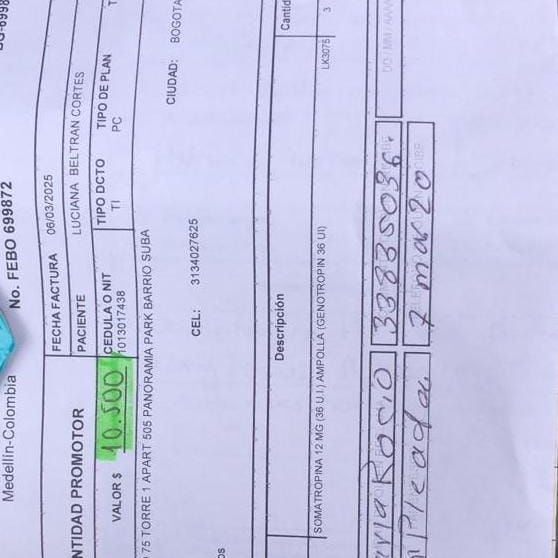 Medellín-Colombia No. FEBO 699872
FECHA FACTURA 06/03/2025
NTIDAD PROMOTOR PACIENTE LUCIANA BELTRAN CORTES
VALOR $ 10.500 CEDULA O NIT TIPO DCTO TIPO DE PLAN
1013017438 TI PC
75 TORRE 1 APART 505 PANORAMIA PARK BARRIO SUBA CIUDAD: BOGOTA
CEL: 3134027625
Descripción Cantid
SOMATROPINA 12 MG (36 U.I.) AMPOLLA (GENOTROPIN 36 UI) LK3075 3
Rocio 33835036.
7 mar 20